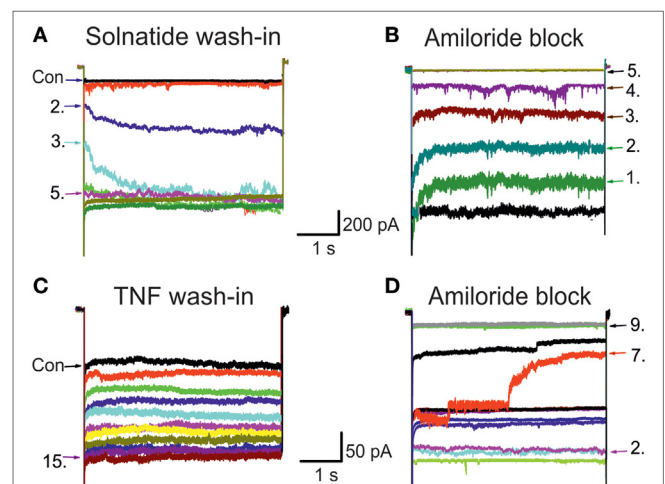 A Solnatide wash-in
Con
2.
3.
5.
B Amiloride block
5.
4.
3.
2.
1.
200 pA
1 s
C TNF wash-in
Con
15.
D Amiloride block
9.
7.
2.
50 pA
1 s